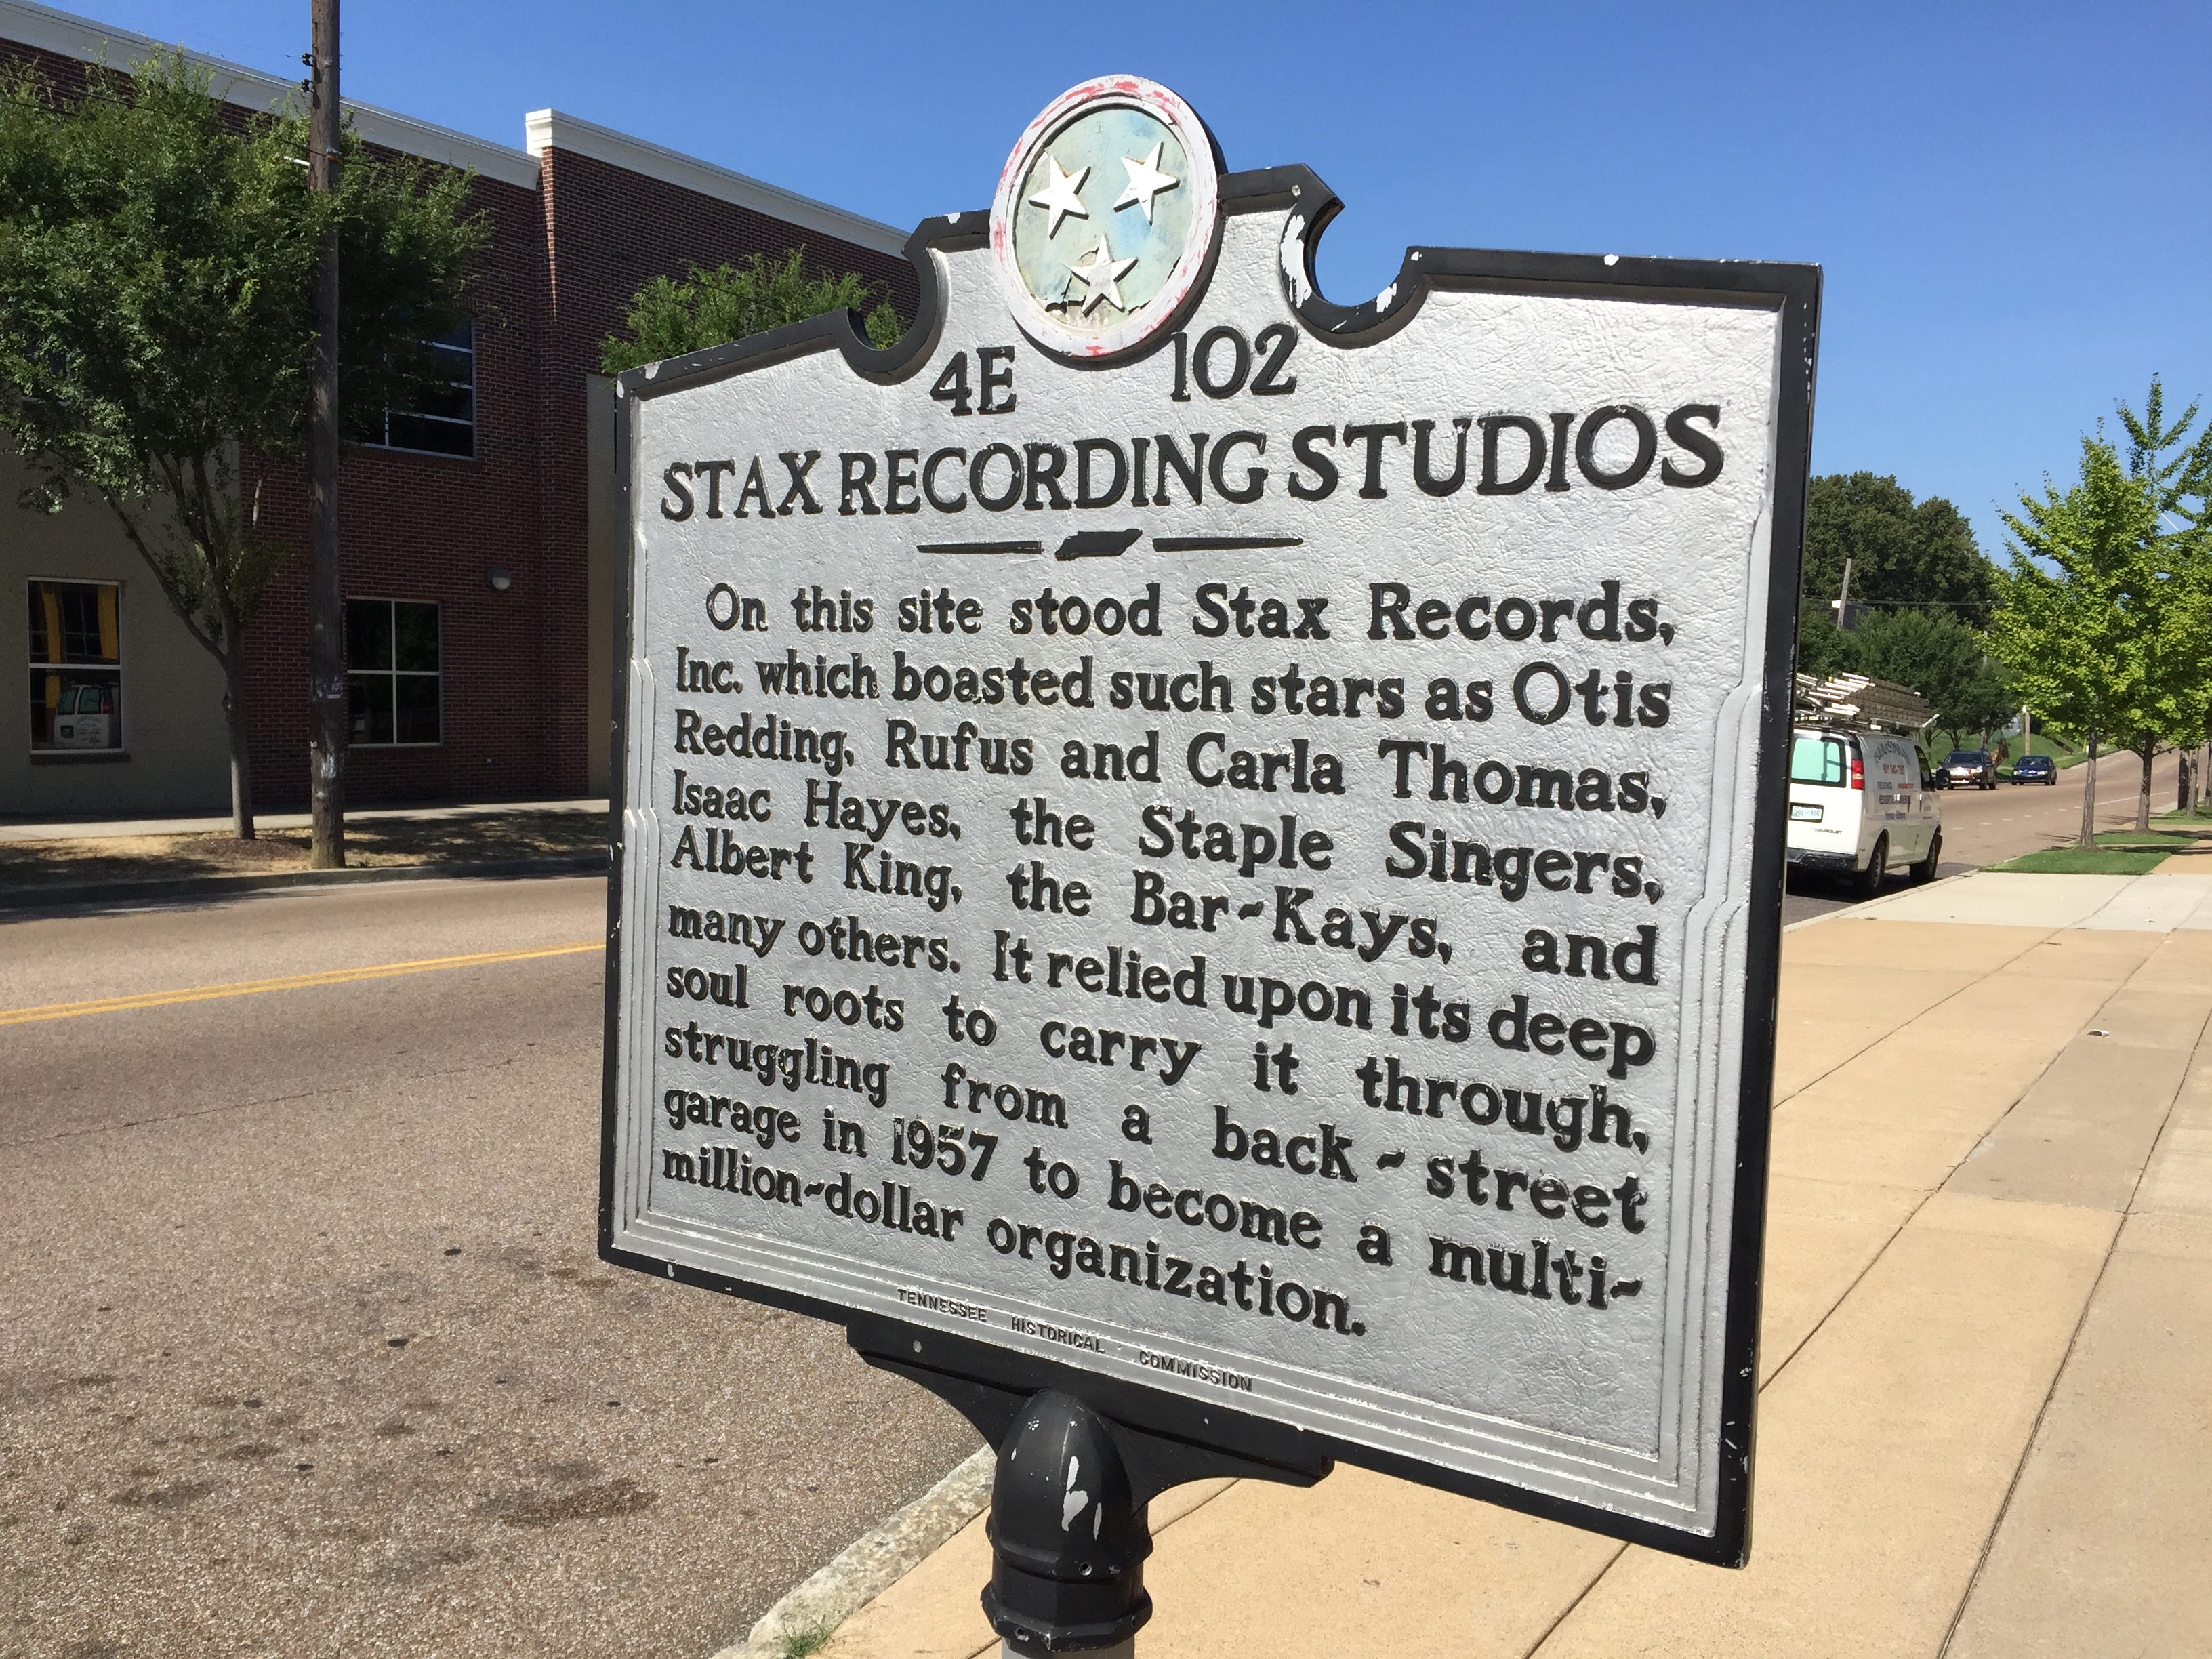 4E 102
STAX RECORDING STUDIOS
On this site stood Stax Records,
Inc. which boasted such stars as Otis
Redding, Rufus and Carla Thomas,
Isaac Hayes, the Staple Singers,
Albert King, the Bar-Kays, and
many others. It relied upon its deep
soul roots to carry it through,
struggling from a back-street
garage in 1957 to become a multi-
million-dollar organization.
TENNESSEE HISTORICAL COMMISSION
CHEVROLET